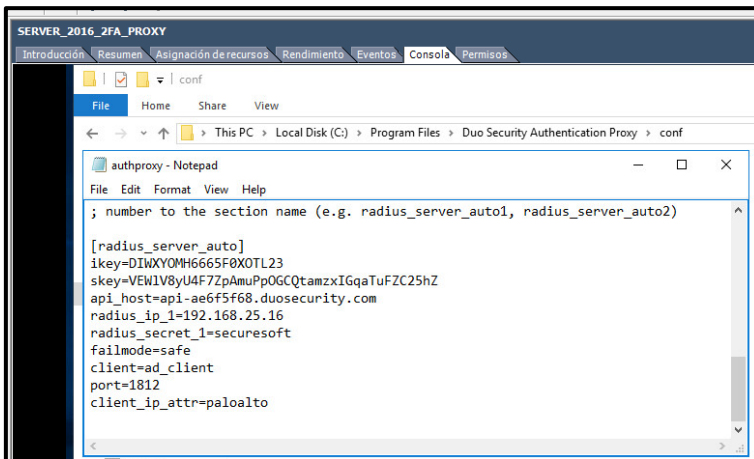 SERVER_2016_2FA_PROXY
Introducción Resumen Asignación de recursos Rendimiento Eventos Consola Permisos
conf
File Home Share View
This PC > Local Disk (C:) > Program Files > Duo Security Authentication Proxy > conf
authproxy - Notepad
File Edit Format View Help
; number to the section name (e.g. radius_server_auto1, radius_server_auto2)
[radius_server_auto]
ikey=DIWXYOMH6665F0XOTL23
skey=VEWlV8yU4F7ZpAmuPpOGCQtamzxIGqaTuFZC25hZ
api_host=api-ae6f5f68.duosecurity.com
radius_ip_1=192.168.25.16
radius_secret_1=securesoft
failmode=safe
client=ad_client
port=1812
client_ip_attr=paloalto